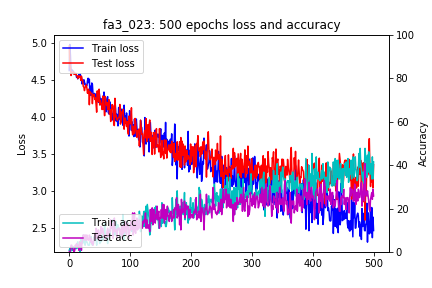 fa3_023: 500 epochs loss and accuracy
Train loss
Test loss
Train acc
Test acc
Loss
5.0
4.5
4.0
3.5
3.0
2.5
Accuracy
100
80
60
40
20
0
0
100
200
300
400
500